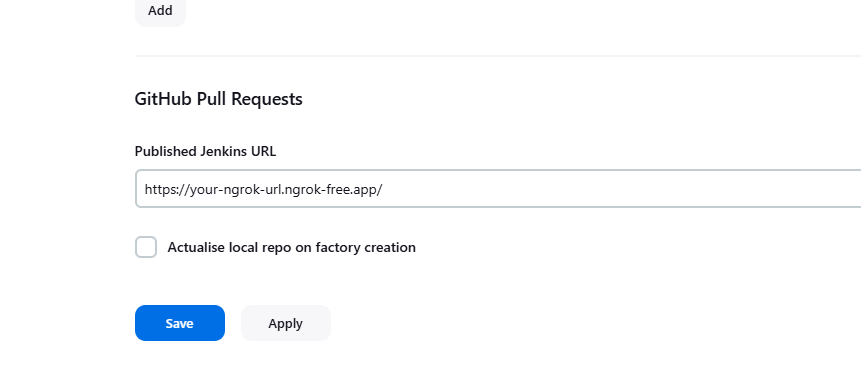 Add
GitHub Pull Requests
Published Jenkins URL
https://your-ngrok-url.ngrok-free.app/
Actualise local repo on factory creation
Save
Apply